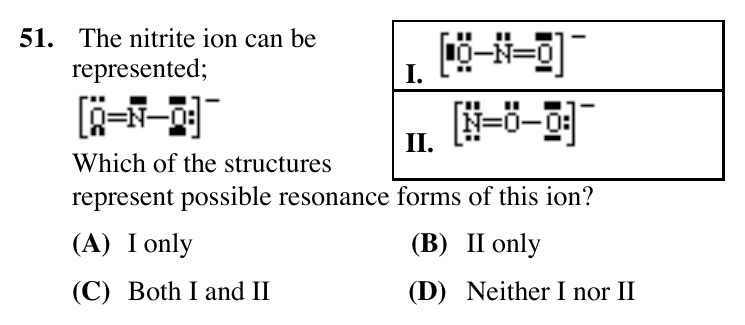 51. The nitrite ion can be
represented;
[Ö=N–O:]⁻
Which of the structures
represent possible resonance forms of this ion?
I. [:Ö–N̈=O]⁻
II. [N̈=Ö–O:]⁻
(A) I only
(B) II only
(C) Both I and II
(D) Neither I nor II